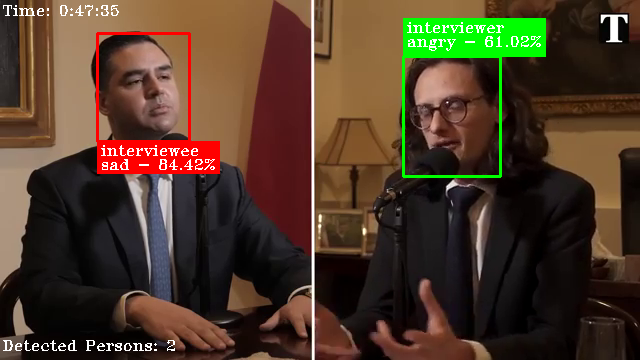 Time: 0:47:35
interviewer
angry - 61.02%
T
interviewee
sad - 84.42%
Detected Persons: 2